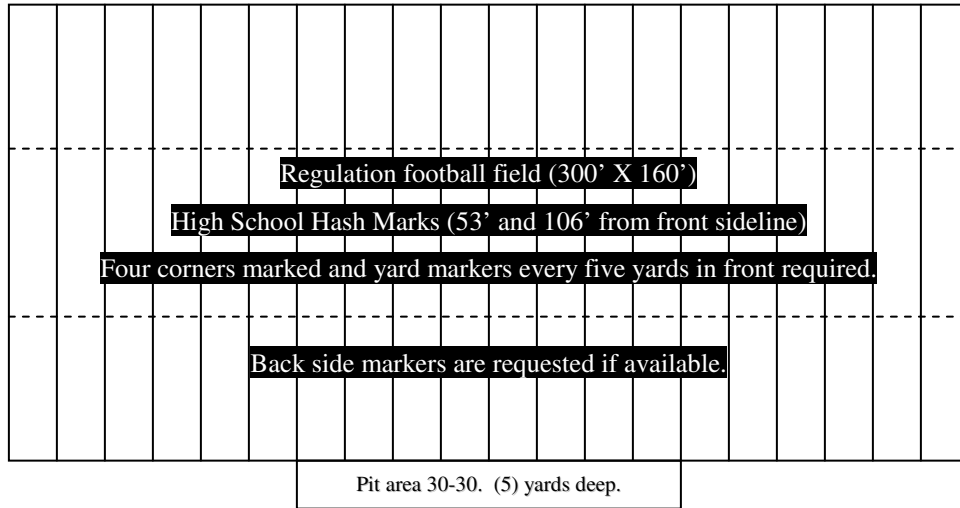 Regulation football field (300’ X 160’)
High School Hash Marks (53’ and 106’ from front sideline)
Four corners marked and yard markers every five yards in front required.
Back side markers are requested if available.
Pit area 30-30.  (5) yards deep.